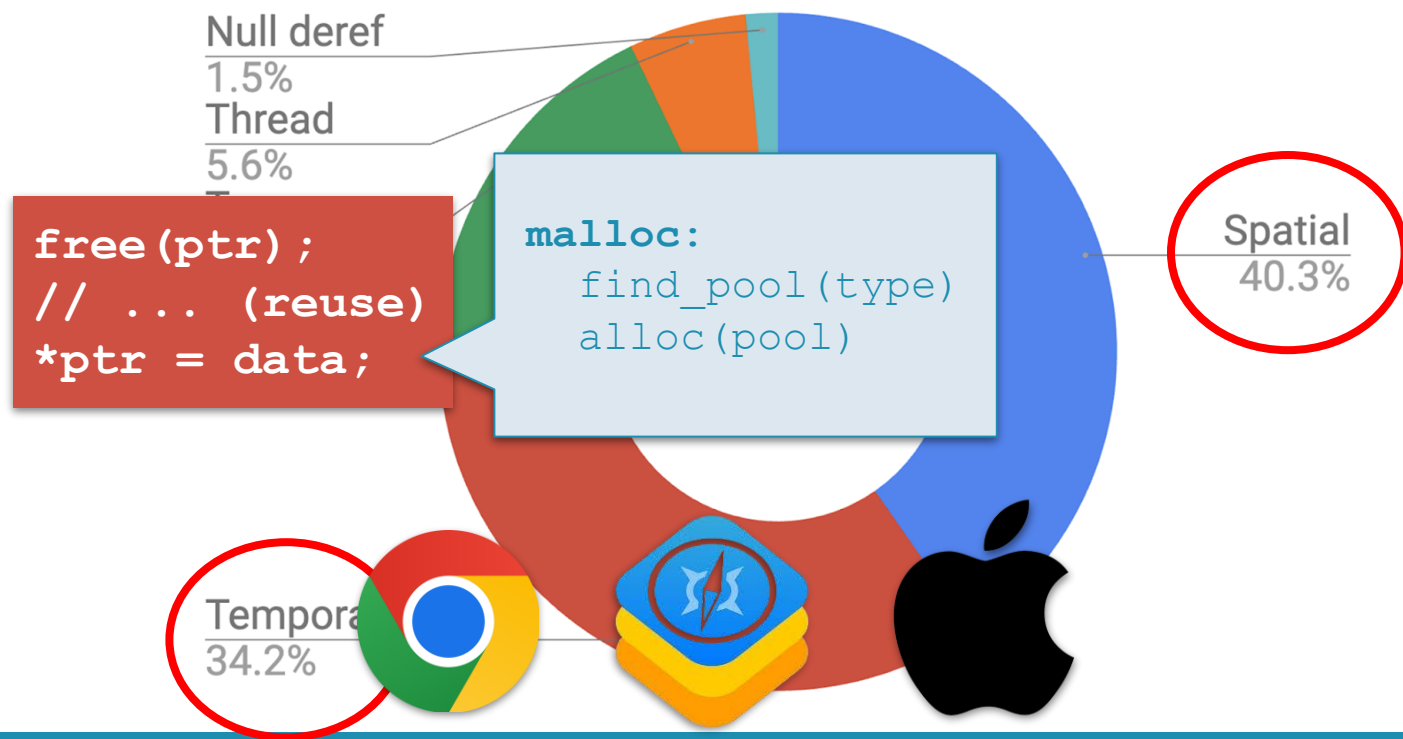 Null deref
1.5%
Thread
5.6%
free(ptr);
// ... (reuse)
*ptr = data;
malloc:
find_pool(type)
alloc(pool)
Spatial
40.3%
34.2%